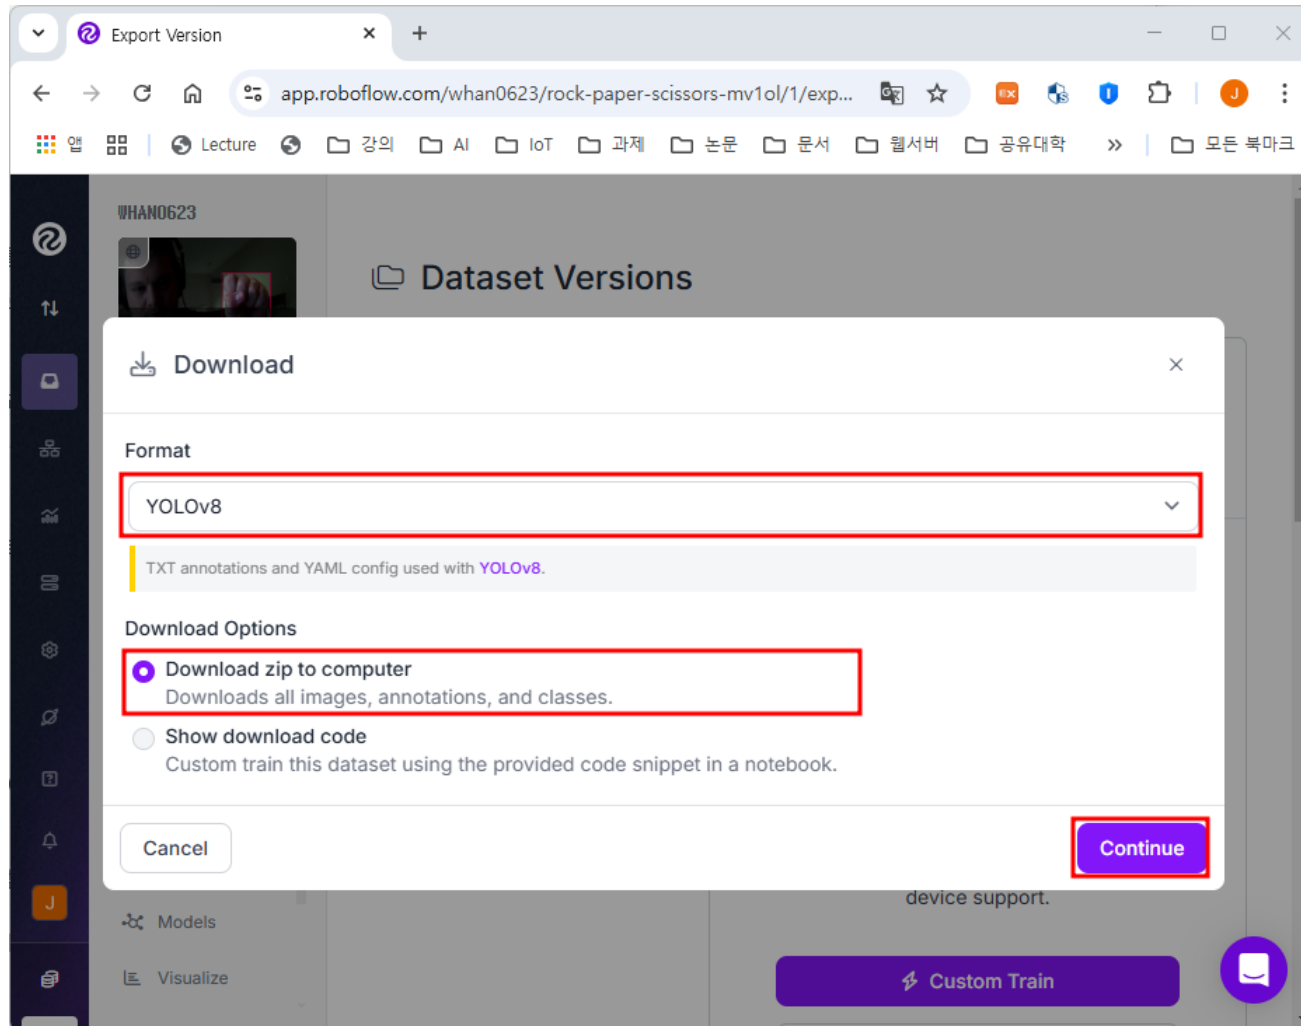 Export Version
app.roboflow.com/whan0623/rock-paper-scissors-mv1ol/1/exp...
EX
J
앱
Lecture
강의
AI
IoT
과제
논문
문서
웹서버
공유대학
모든 북마크
WHAN0623
Dataset Versions
Download
Format
YOLOv8
TXT annotations and YAML config used with YOLOv8.
Download Options
Download zip to computer
Downloads all images, annotations, and classes.
Show download code
Custom train this dataset using the provided code snippet in a notebook.
Cancel
Continue
J
device support.
Models
Visualize
Custom Train